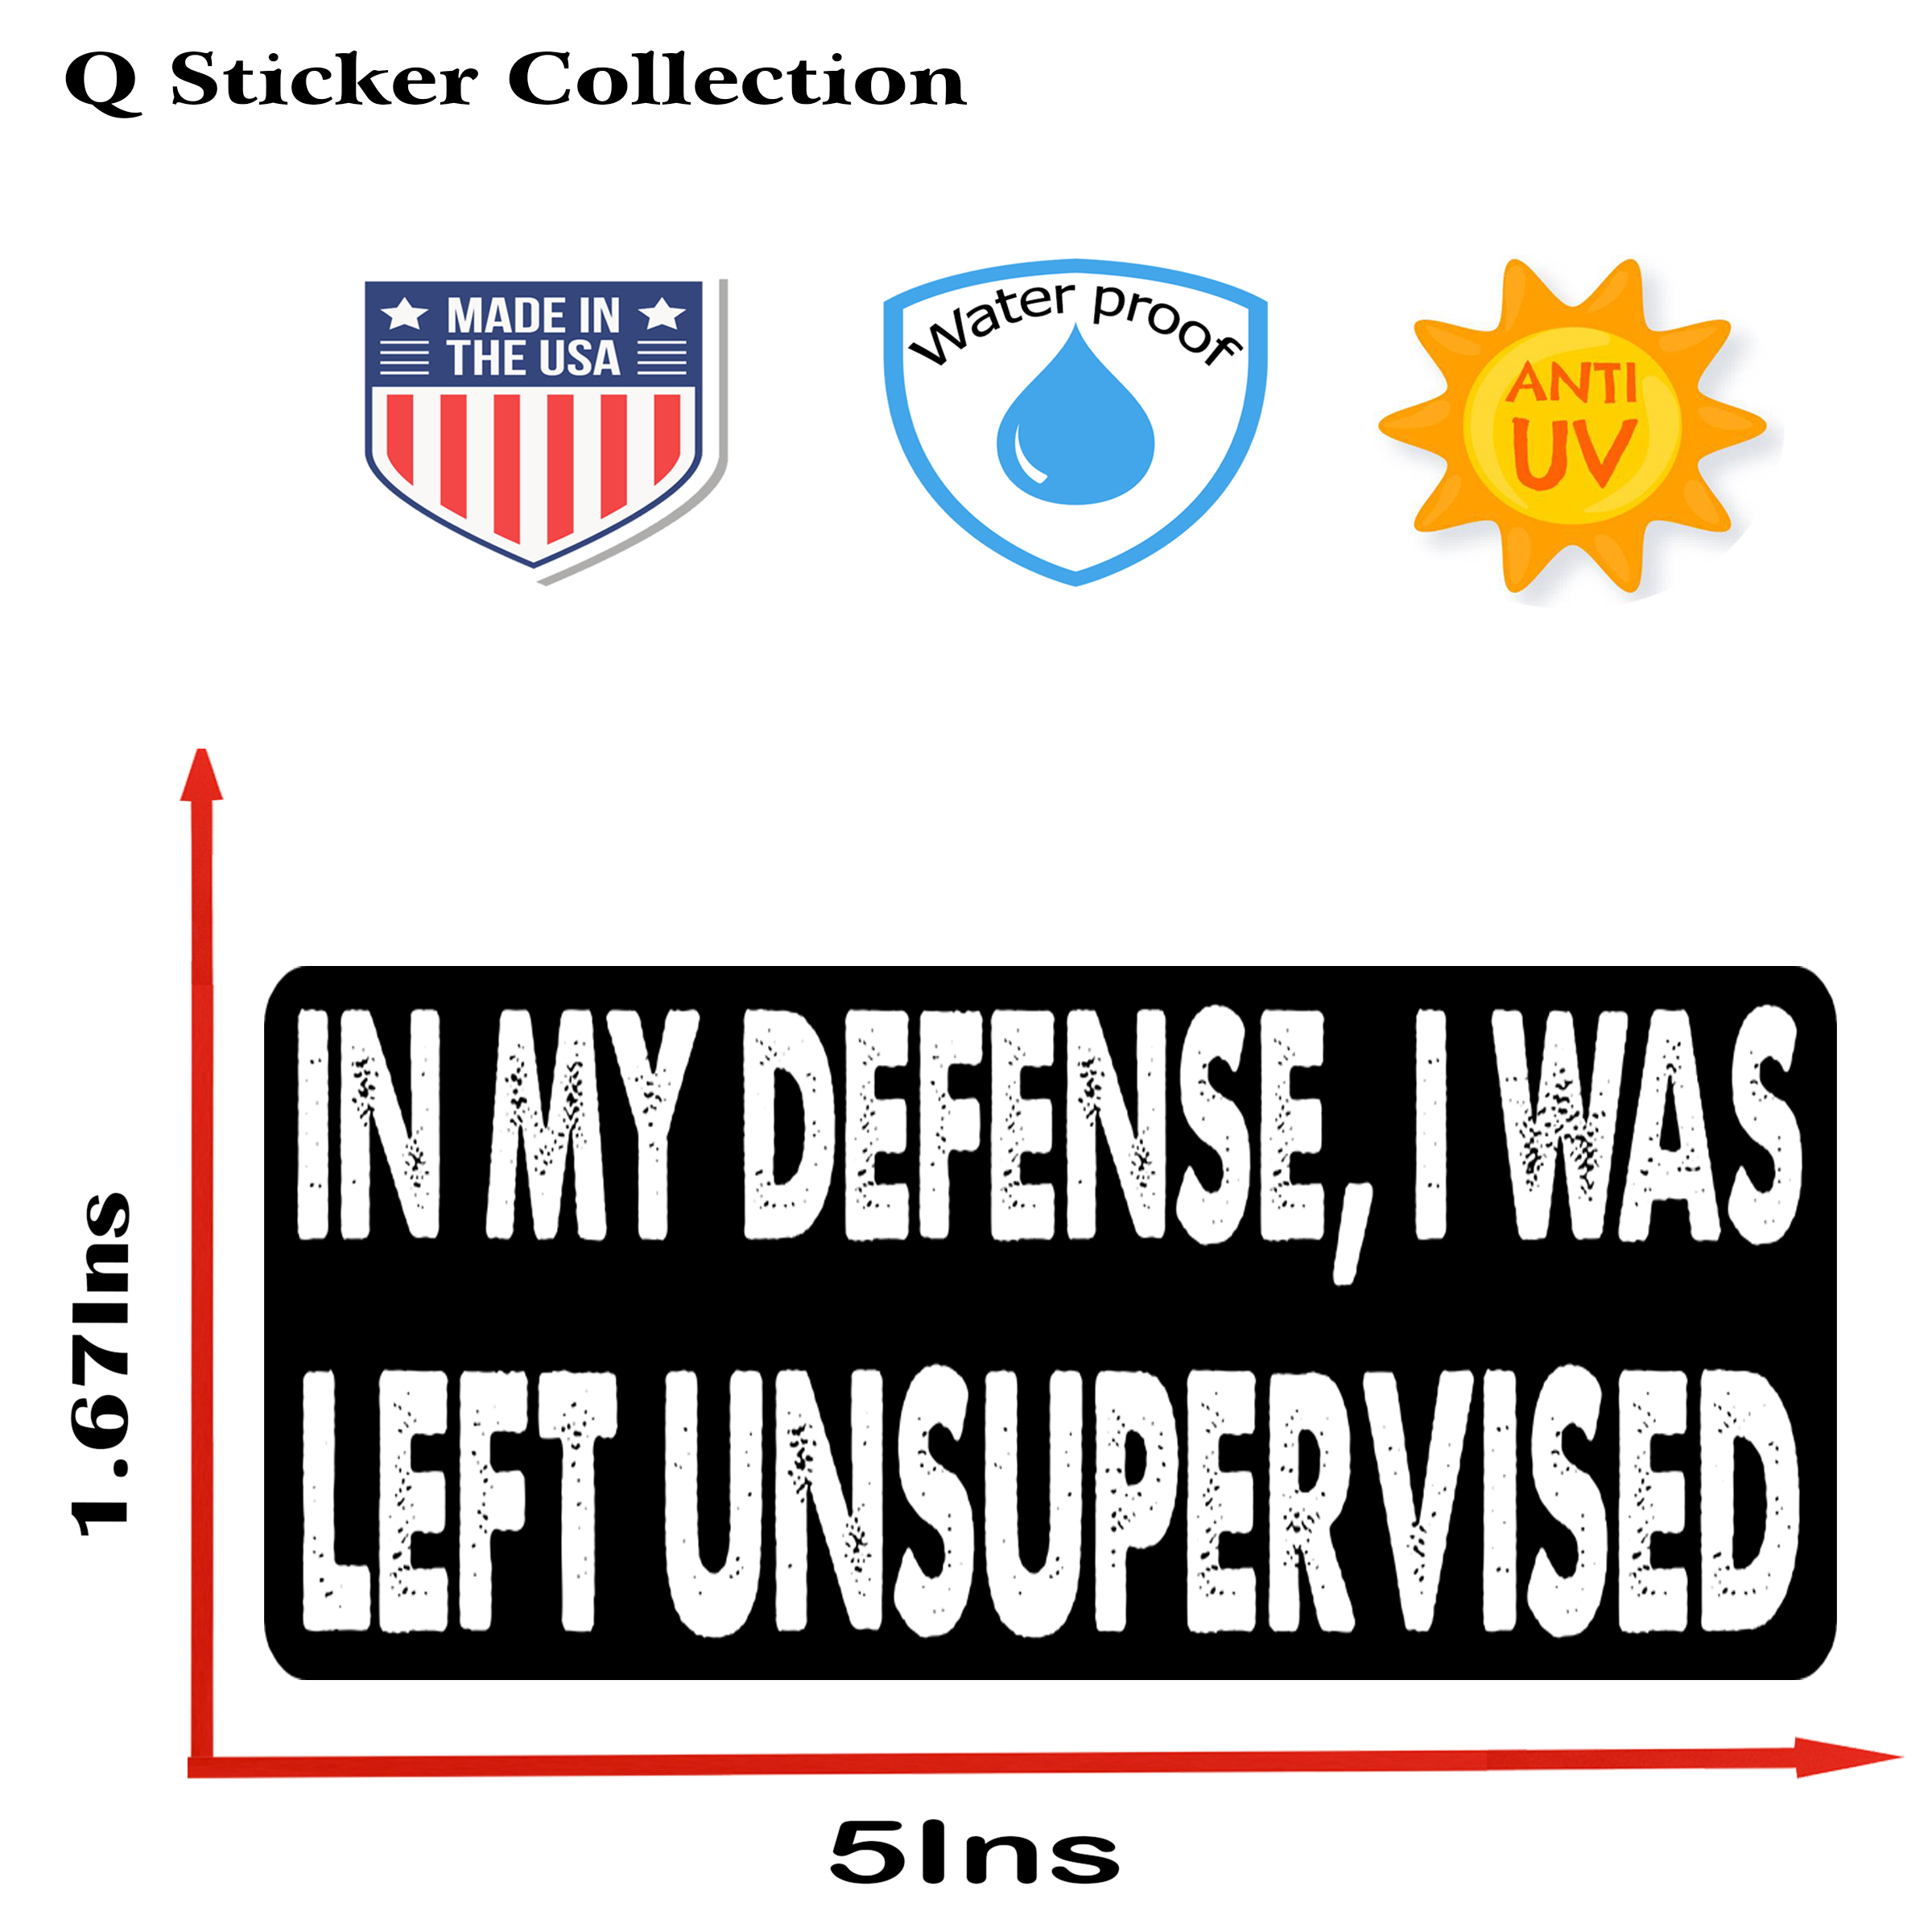 Q Sticker Collection
MADE IN
THE USA
Water proof
ANTI
UV
1.67Ins
IN MY DEFENSE, I WAS
LEFT UNSUPERVISED
5Ins